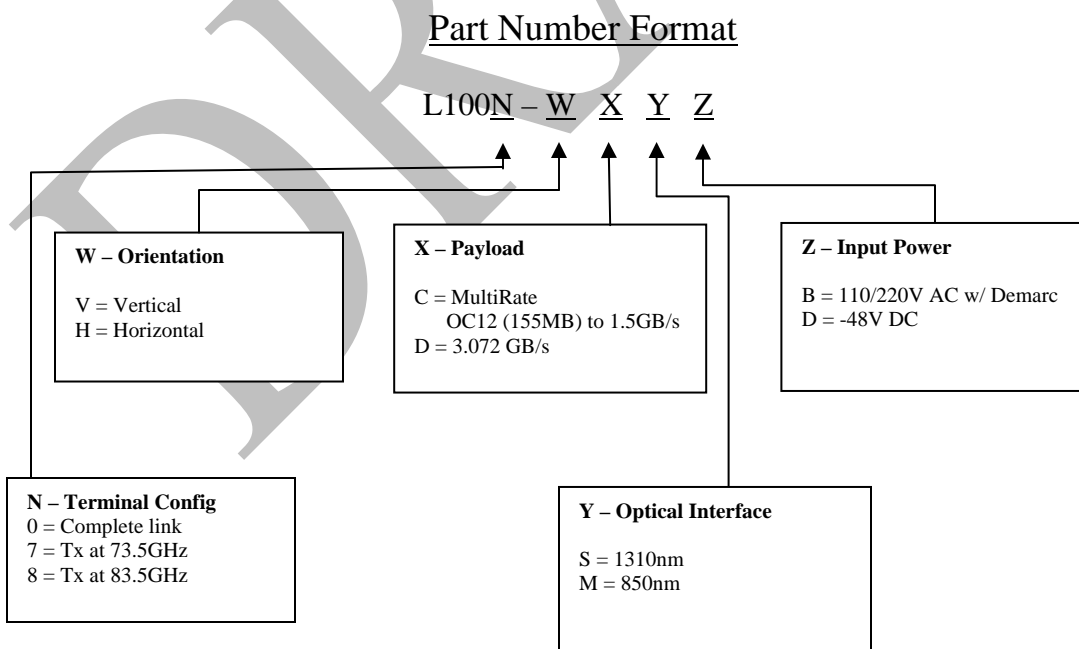 Part Number Format
L100N – W X Y Z
W – Orientation
V = Vertical
H = Horizontal
X – Payload
C = MultiRate
OC12 (155MB) to 1.5GB/s
D = 3.072 GB/s
Z – Input Power
B = 110/220V AC w/ Demarc
D = -48V DC
N – Terminal Config
0 = Complete link
7 = Tx at 73.5GHz
8 = Tx at 83.5GHz
Y – Optical Interface
S = 1310nm
M = 850nm